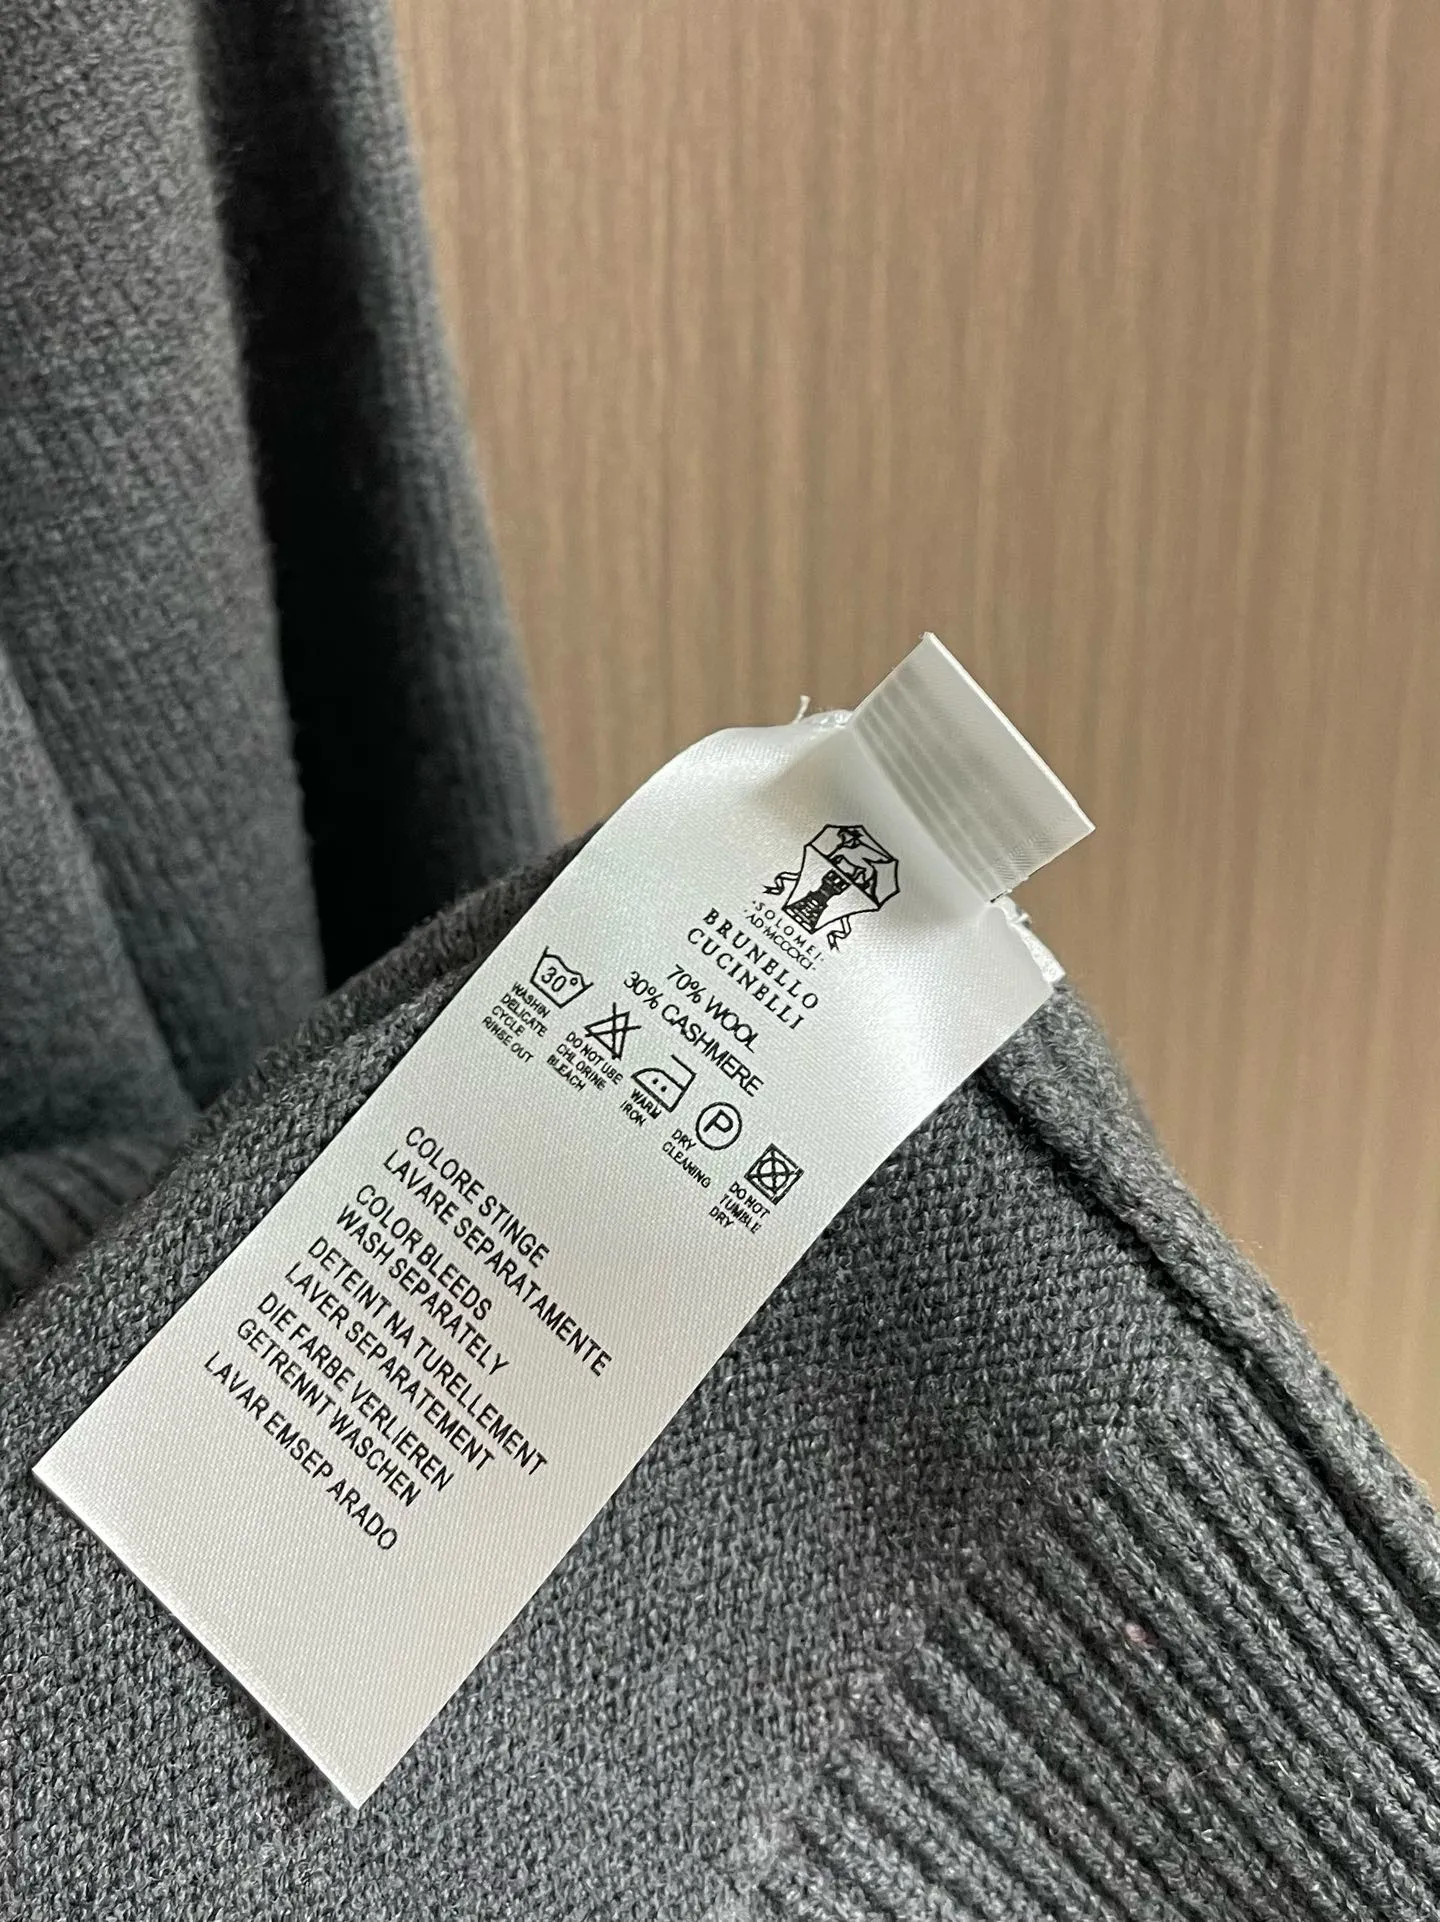 ·SOLOMEI·
·AD·MCCCXCI·
BRUNELLO
CUCINELLI
70% WOOL
30% CASHMERE
30°
WASHIN
DELICATE
CYCLE
RINSE OUT
DO NOT USE
CHLORINE
BLEACH
WARM
IRON
P
DRY
CLEANING
DO NOT
TUMBLE
DRY
COLORE STINGE
LAVARE SEPARATAMENTE
COLOR BLEEDS
WASH SEPARATELY
DETEINT NA TURELLEMENT
LAVER SEPARATEMENT
DIE FARBE VERLIEREN
GETRENNT WASCHEN
LAVAR EMSEP ARADO